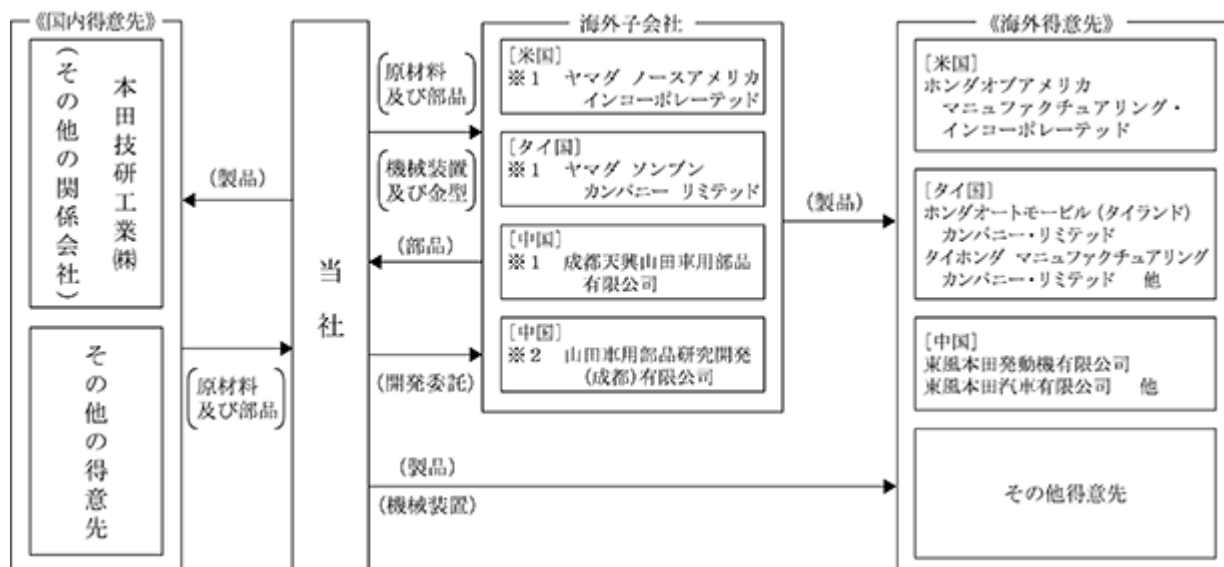 《国内得意先》
本田技研工業㈱
(その他の関係会社)
その他の得意先
(製品)
原材料
及び部品
当社
原材料
及び部品
機械装置
及び金型
(部品)
(開発委託)
(製品)
(機械装置)
海外子会社
[米国]
※1 ヤマダ ノースアメリカ
インコーポレーテッド
[タイ国]
※1 ヤマダ ソンブン
カンパニー リミテッド
[中国]
※1 成都天興山田車用部品
有限公司
[中国]
※2 山田車用部品研究開発
(成都)有限公司
(製品)
《海外得意先》
[米国]
ホンダオブアメリカ
マニュファクチュアリング・
インコーポレーテッド
[タイ国]
ホンダオートモービル(タイランド)
カンパニー・リミテッド
タイホンダ マニュファクチュアリング
カンパニー・リミテッド 他
[中国]
東風本田発動機有限公司
東風本田汽車有限公司 他
その他得意先